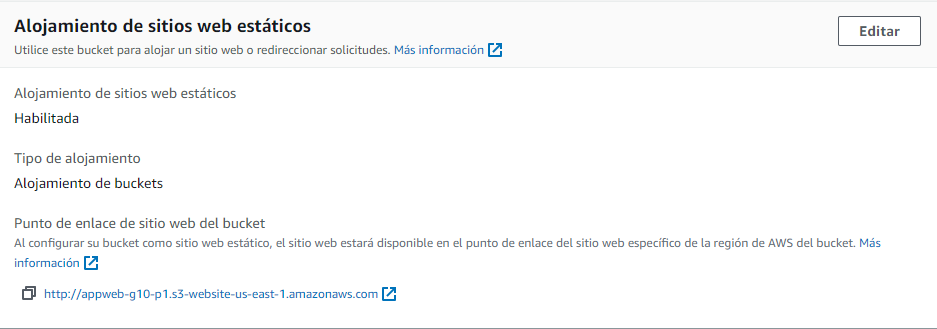 Alojamiento de sitios web estáticos
Editar
Utilice este bucket para alojar un sitio web o redireccionar solicitudes. Más información
Alojamiento de sitios web estáticos
Habilitada
Tipo de alojamiento
Alojamiento de buckets
Punto de enlace de sitio web del bucket
Al configurar su bucket como sitio web estático, el sitio web estará disponible en el punto de enlace del sitio web específico de la región de AWS del bucket. Más
información
http://appweb-g10-p1.s3-website-us-east-1.amazonaws.com